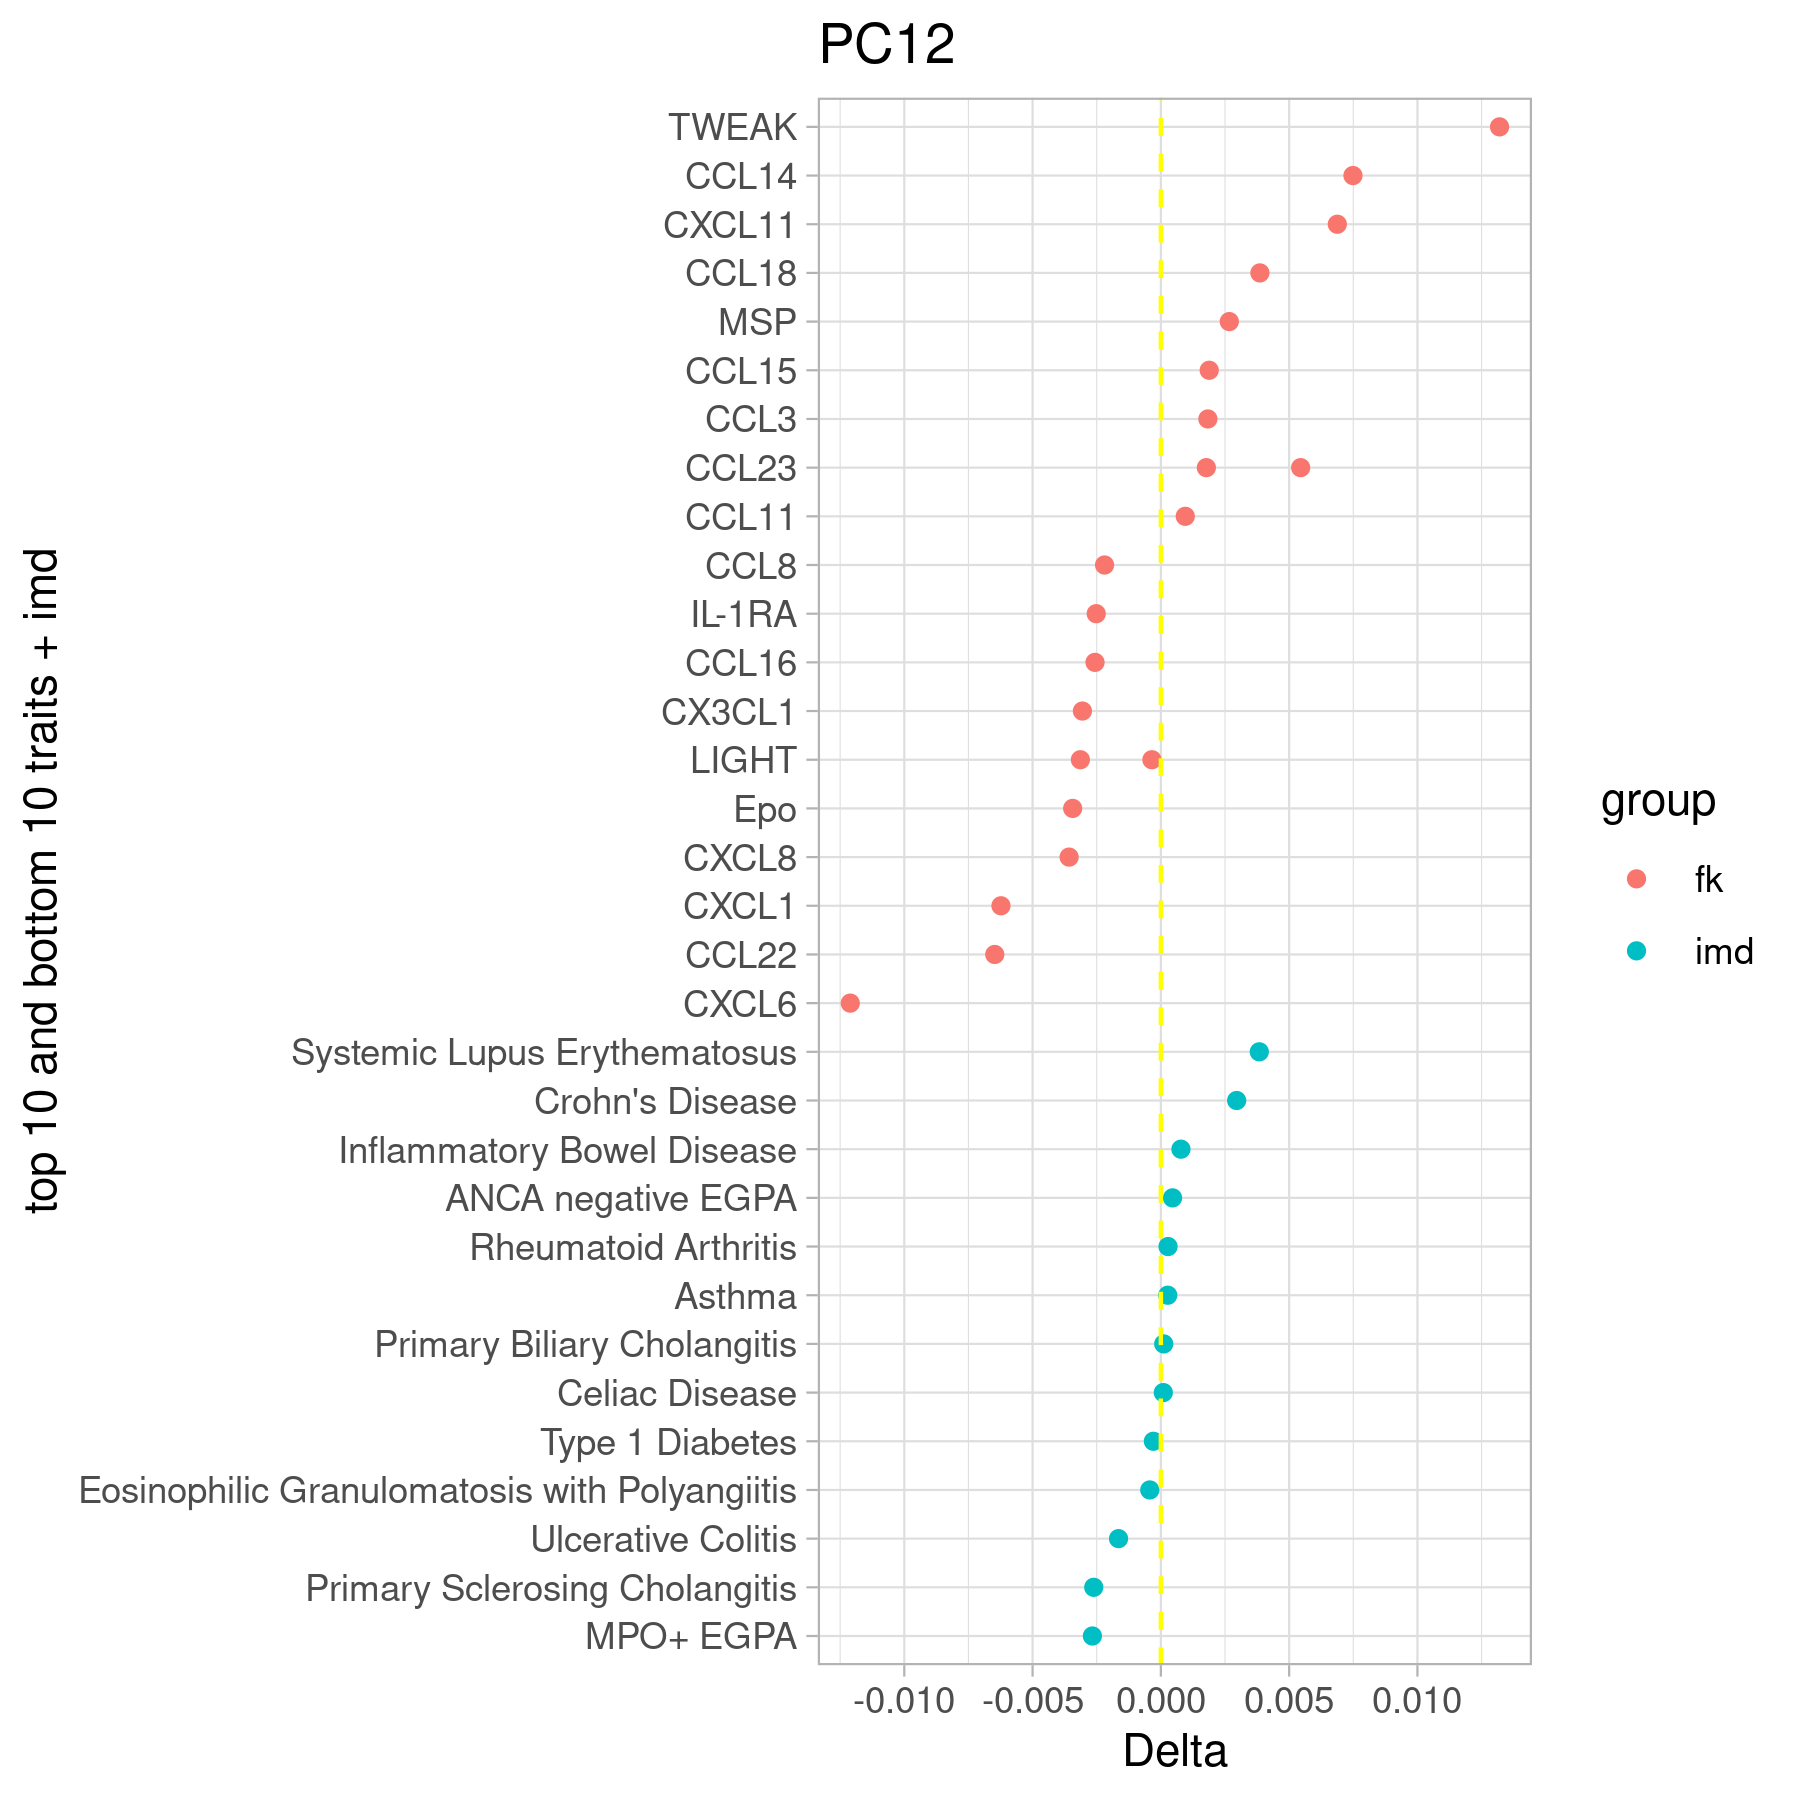 PC12
TWEAK
CCL14
CXCL11
CCL18
MSP
CCL15
CCL3
CCL23
CCL11
CCL8
IL-1RA
CCL16
CX3CL1
LIGHT
Epo
CXCL8
CXCL1
CCL22
CXCL6
Systemic Lupus Erythematosus
Crohn's Disease
Inflammatory Bowel Disease
ANCA negative EGPA
Rheumatoid Arthritis
Asthma
Primary Biliary Cholangitis
Celiac Disease
Type 1 Diabetes
Eosinophilic Granulomatosis with Polyangiitis
Ulcerative Colitis
Primary Sclerosing Cholangitis
MPO+ EGPA
top 10 and bottom 10 traits + imd
-0.010 -0.005 0.000 0.005 0.010
Delta
group
fk
imd